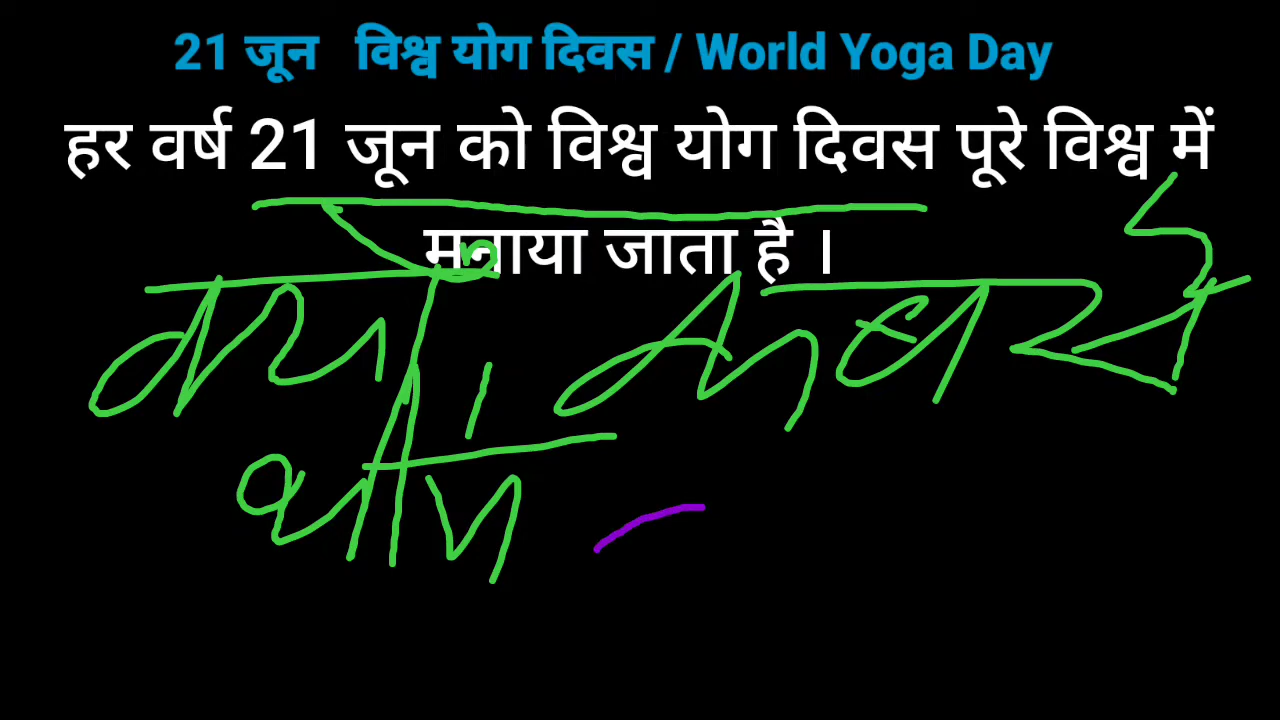 21 जून विश्व योग दिवस / World Yoga Day
हर वर्ष 21 जून को विश्व योग दिवस पूरे विश्व में
मनाया जाता है ।
योग